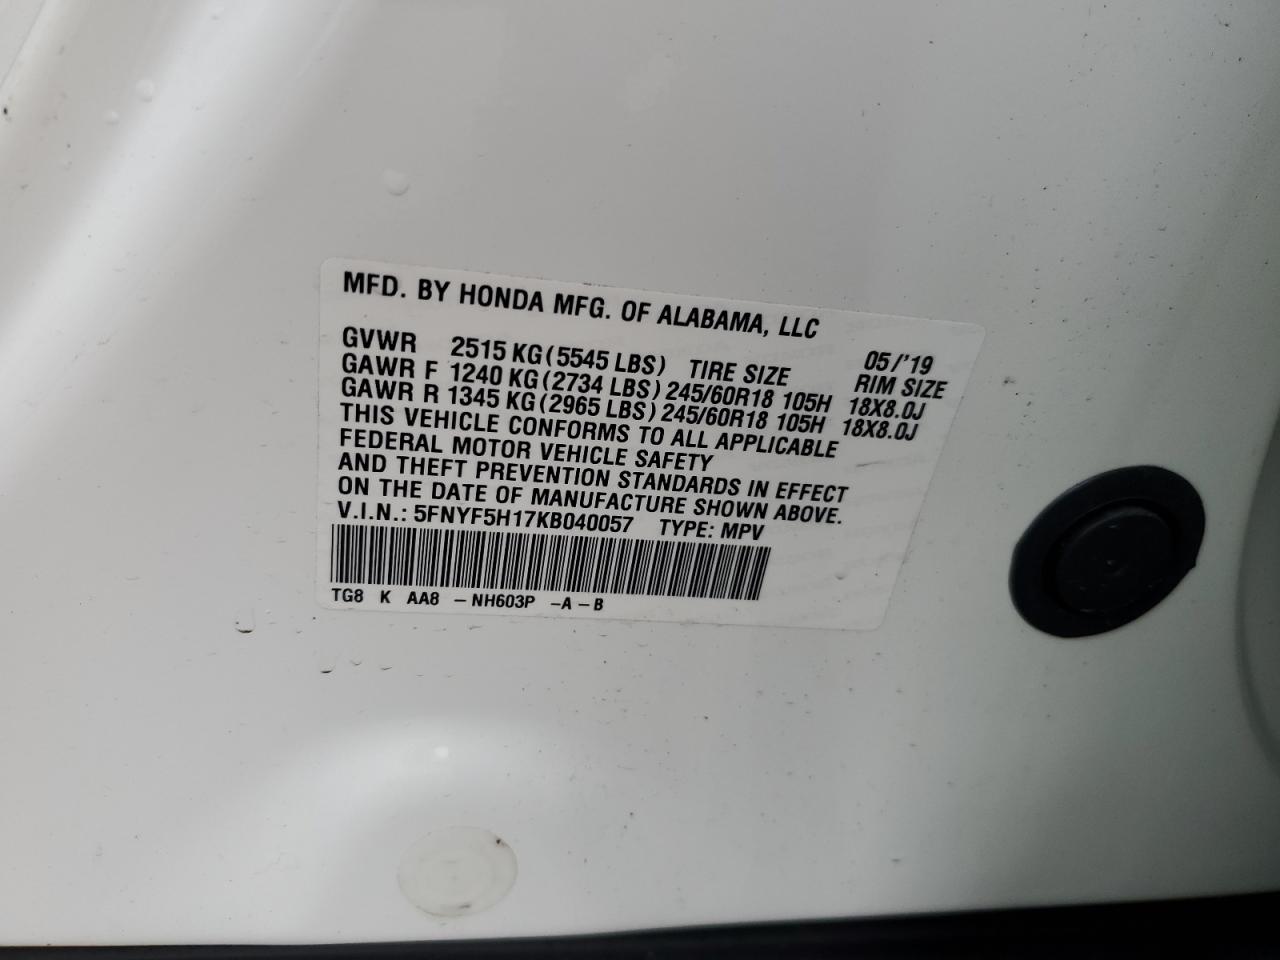 MFD. BY HONDA MFG. OF ALABAMA, LLC
05/'19
GVWR 2515 KG (5545 LBS) TIRE SIZE RIM SIZE
GAWR F 1240 KG (2734 LBS) 245/60R18 105H 18X8.0J
GAWR R 1345 KG (2965 LBS) 245/60R18 105H 18X8.0J
THIS VEHICLE CONFORMS TO ALL APPLICABLE
FEDERAL MOTOR VEHICLE SAFETY
AND THEFT PREVENTION STANDARDS IN EFFECT
ON THE DATE OF MANUFACTURE SHOWN ABOVE.
V.I.N.: 5FNYF5H17KB040057 TYPE: MPV
TG8 K AA8 - NH603P - A - B